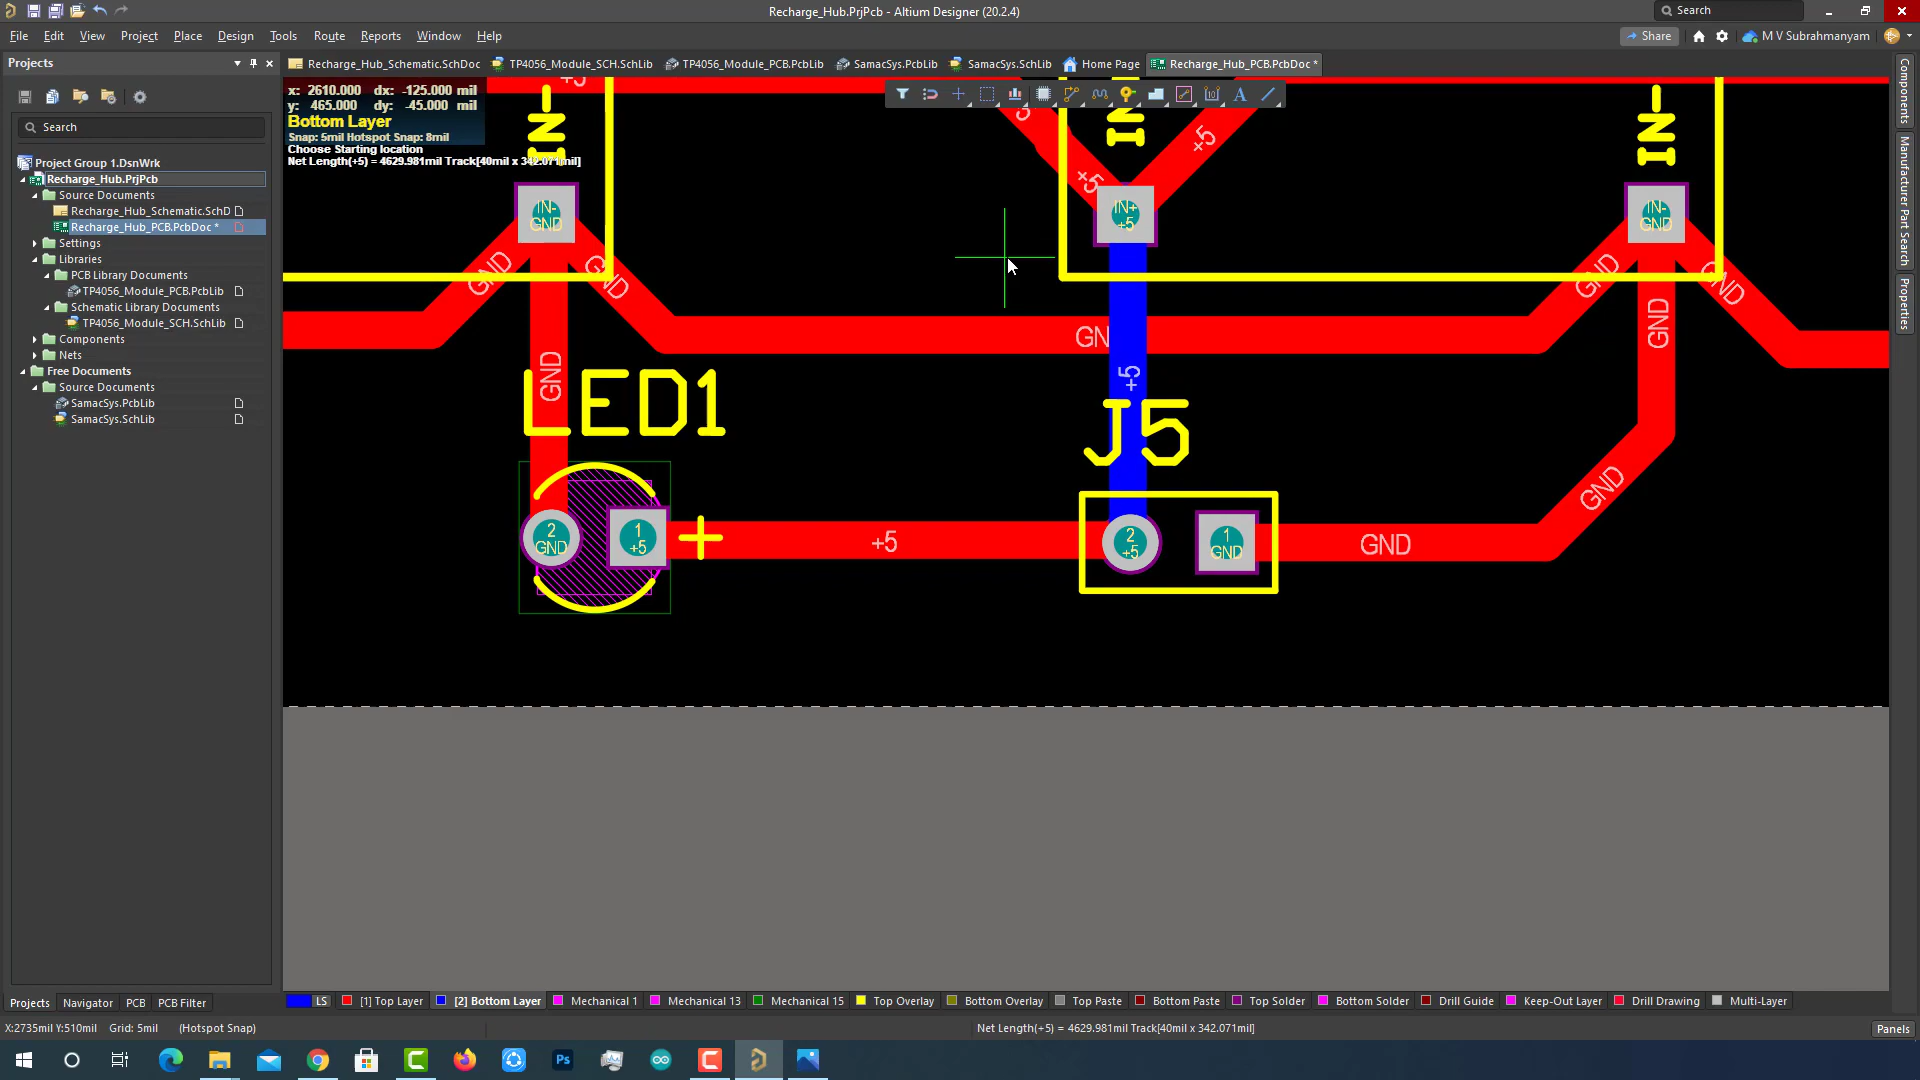 Recharge_Hub.PrjPcb - Altium Designer (20.2.4)
Search
File Edit View Project Place Design Tools Route Reports Window Help
Share
M V Subrahmanyam
Projects
Recharge_Hub_Schematic.SchDoc
TP4056_Module_SCH.SchLib
TP4056_Module_PCB.PcbLib
SamacSys.PcbLib
SamacSys.SchLib
Home Page
Recharge_Hub_PCB.PcbDoc *
Search
Project Group 1.DsnWrk
Recharge_Hub.PrjPcb
Source Documents
Recharge_Hub_Schematic.SchD
Recharge_Hub_PCB.PcbDoc *
Settings
Libraries
PCB Library Documents
TP4056_Module_PCB.PcbLib
Schematic Library Documents
TP4056_Module_SCH.SchLib
Components
Nets
Free Documents
Source Documents
SamacSys.PcbLib
SamacSys.SchLib
x: 2610.000 dx: -125.000 mil
y: 465.000 dy: -45.000 mil
Bottom Layer
Snap: 5mil Hotspot Snap: 8mil
Choose Starting location
Net Length(+5) = 4629.981mil Track[40mil x 342.071mil]
+5
+5
+5
+5
IN-
IN
IN-
IN-
GND
IN+
+5
IN-
GND
GND
GND
GND
GND
GN
GND
GND
+5
LED1
J5
GND
2
GND
1
+5
+
+5
2
+5
1
GND
GND
Components
Manufacturer Part Search
Properties
Projects Navigator PCB PCB Filter
LS
[1] Top Layer
[2] Bottom Layer
Mechanical 1
Mechanical 13
Mechanical 15
Top Overlay
Bottom Overlay
Top Paste
Bottom Paste
Top Solder
Bottom Solder
Drill Guide
Keep-Out Layer
Drill Drawing
Multi-Layer
X:2735mil Y:510mil Grid: 5mil (Hotspot Snap)
Net Length(+5) = 4629.981mil Track[40mil x 342.071mil]
Panels
Ps